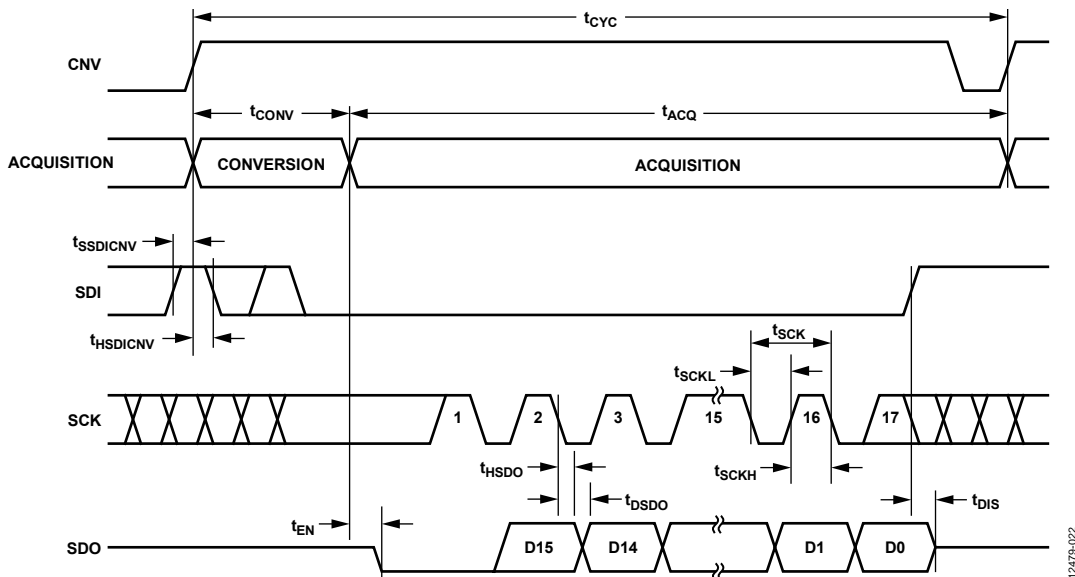 tCYC
CNV
tCONV
tACQ
ACQUISITION
CONVERSION
ACQUISITION
tSSDICNV
SDI
tHSDICNV
tSCK
tSCKL
SCK
1
2
3
15
16
17
tHSDO
tSCKH
tDSDO
tDIS
tEN
SDO
D15
D14
D1
D0
12479-022